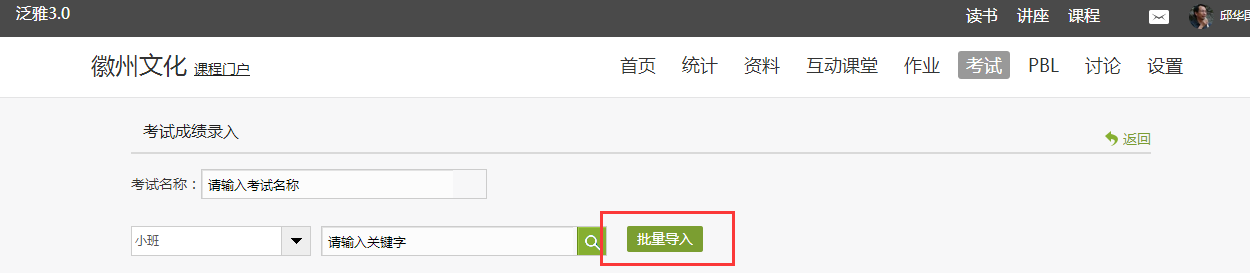 泛雅3.0 读书 讲座 课程 邱华国
徽州文化 课程门户 首页 统计 资料 互动课堂 作业 考试 PBL 讨论 设置
考试成绩录入 返回
考试名称： 请输入考试名称
小班 请输入关键字 批量导入